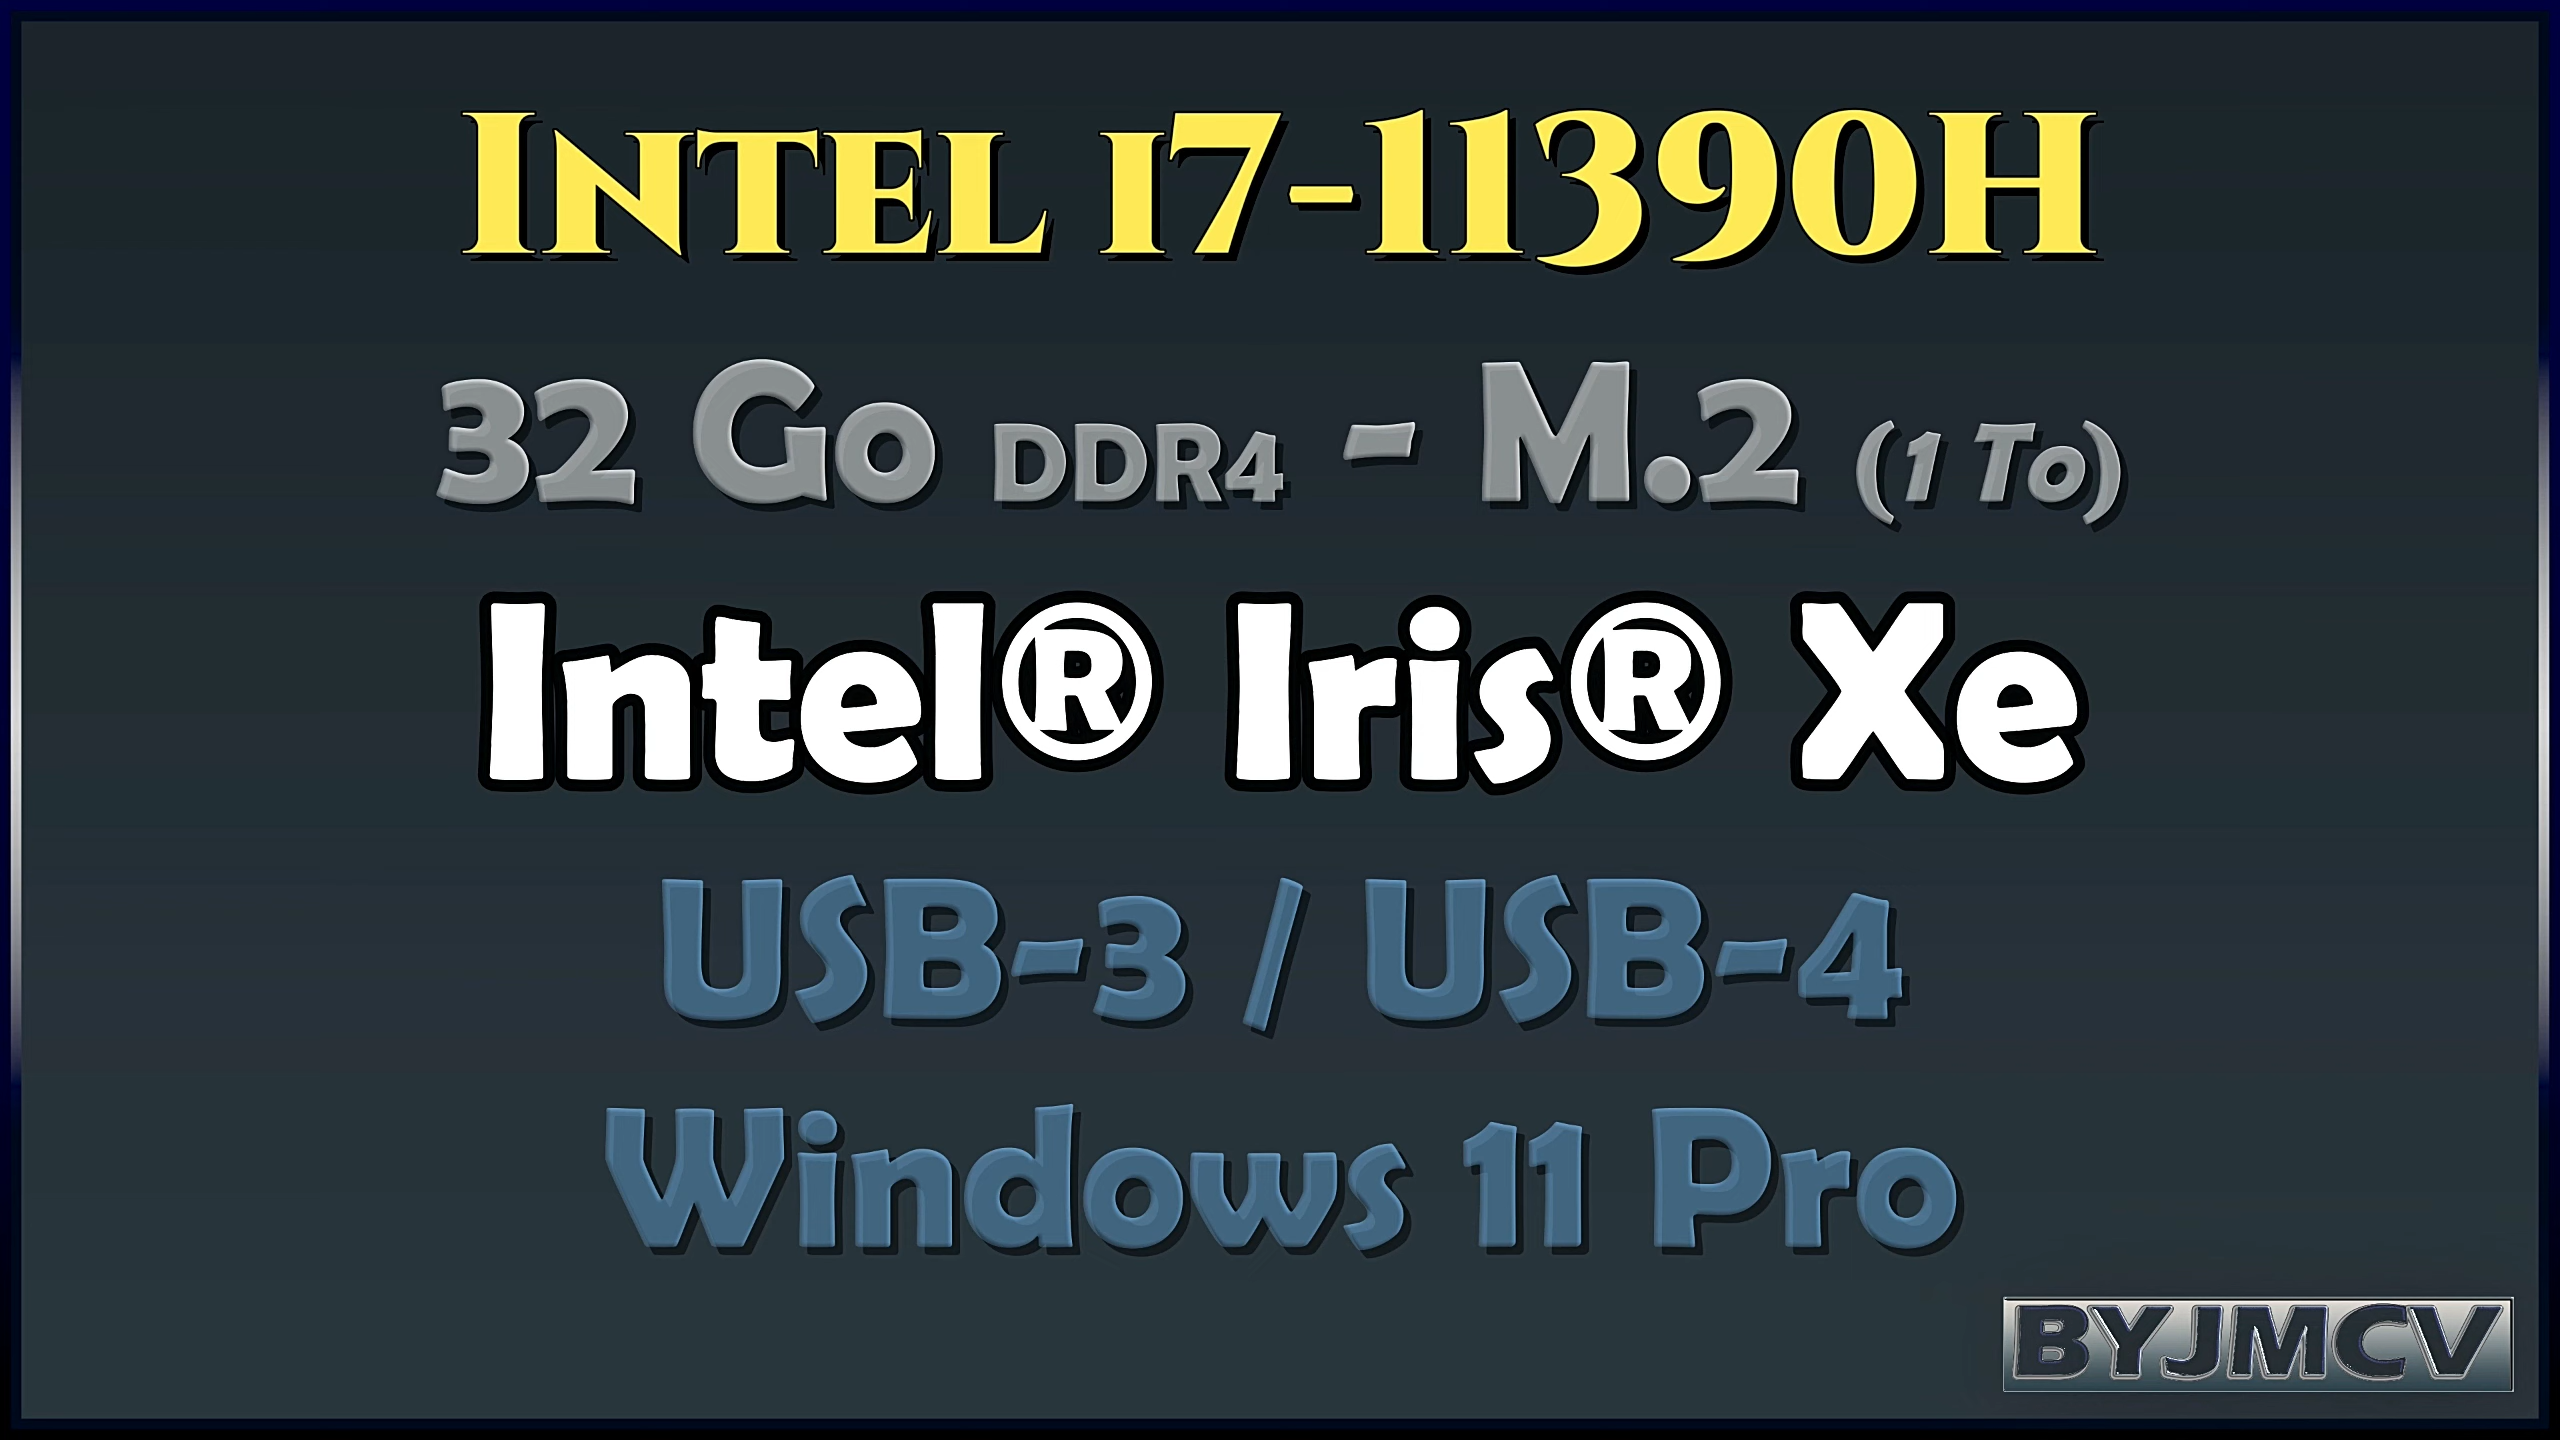 Intel i7-11390H
32 Go DDR4 - M.2 (1 To)
Intel® Iris® Xe
USB-3 / USB-4
Windows 11 Pro
BYJMCV